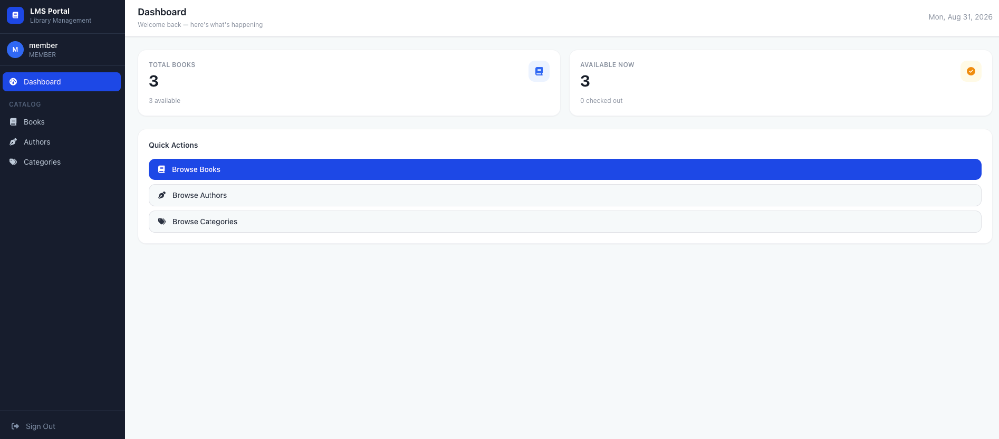 LMS Portal
Library Management
M
member
MEMBER
Dashboard
CATALOG
Books
Authors
Categories
Sign Out
Dashboard
Welcome back — here's what's happening
Mon, Aug 31, 2026
TOTAL BOOKS
3
3 available
AVAILABLE NOW
3
0 checked out
Quick Actions
Browse Books
Browse Authors
Browse Categories